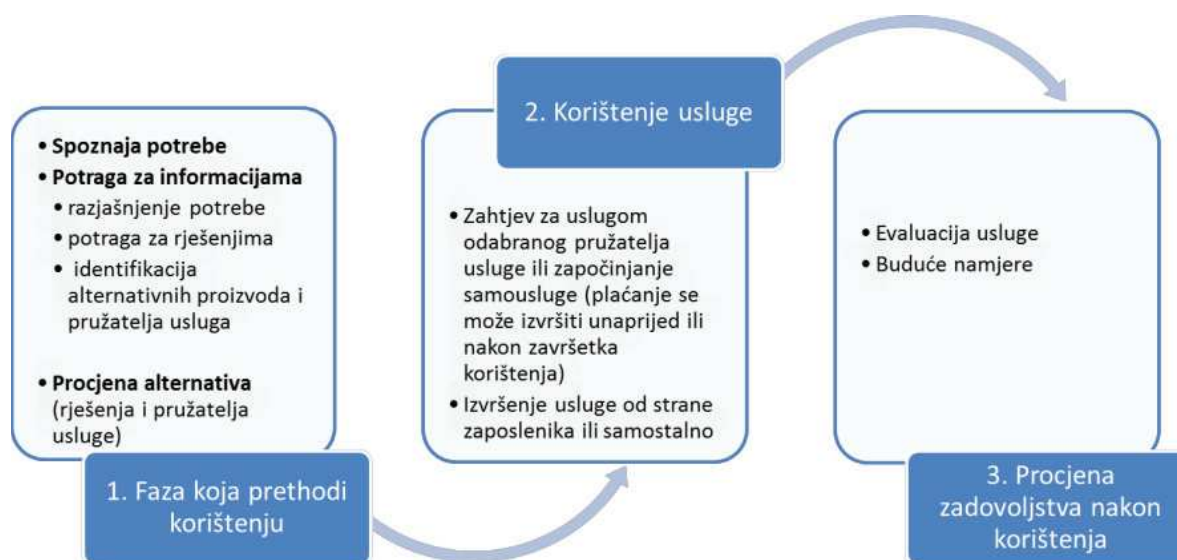 • Spoznaja potrebe
• Potraga za informacijama
• razjašnjenje potrebe
• potraga za rješenjima
• identifikacija
alternativnih proizvoda i
pružatelja usluga
• Procjena alternativa
(rješenja i pružatelja
usluge)
1. Faza koja prethodi
korištenju
2. Korištenje usluge
• Zahtjev za uslugom
odabranog pružatelja
usluge ili započinjanje
samousluge (plaćanje se
može izvršiti unaprijed ili
nakon završetka
korištenja)
• Izvršenje usluge od strane
zaposlenika ili samostalno
• Evaluacija usluge
• Buduće namjere
3. Procjena
zadovoljstva nakon
korištenja